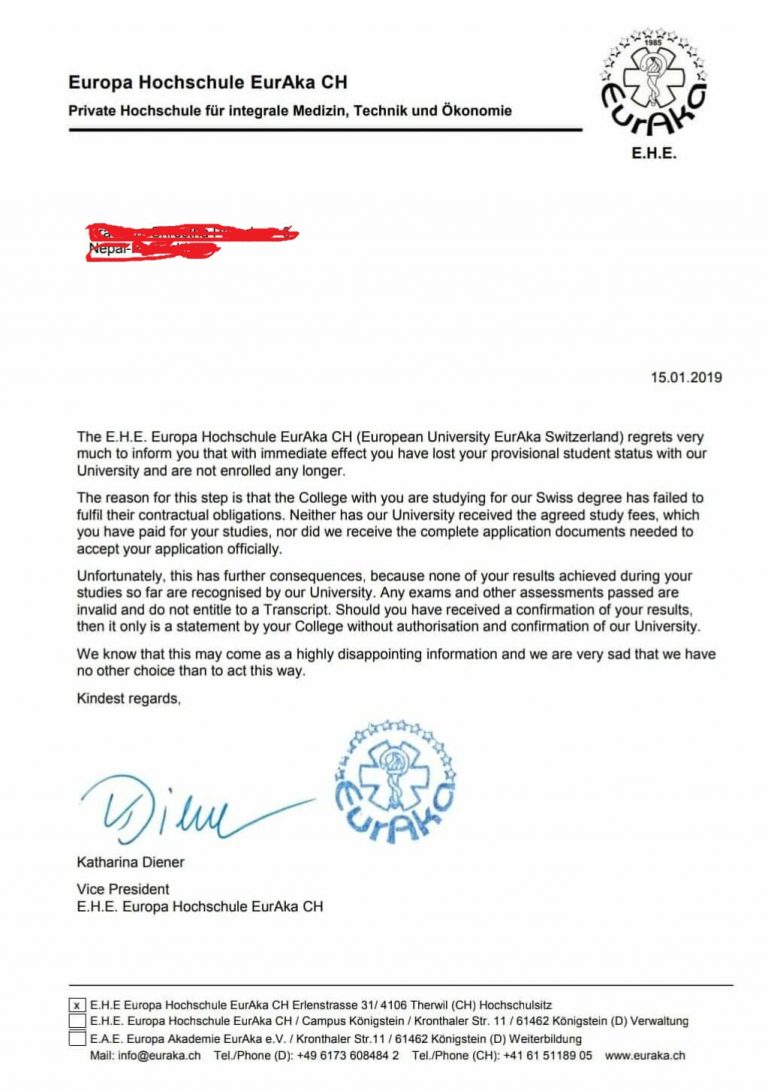 1985
EurAka
E.H.E.
Europa Hochschule EurAka CH
Private Hochschule für integrale Medizin, Technik und Ökonomie
Nepal-
15.01.2019
The E.H.E. Europa Hochschule EurAka CH (European University EurAka Switzerland) regrets very
much to inform you that with immediate effect you have lost your provisional student status with our
University and are not enrolled any longer.
The reason for this step is that the College with you are studying for our Swiss degree has failed to
fulfil their contractual obligations. Neither has our University received the agreed study fees, which
you have paid for your studies, nor did we receive the complete application documents needed to
accept your application officially.
Unfortunately, this has further consequences, because none of your results achieved during your
studies so far are recognised by our University. Any exams and other assessments passed are
invalid and do not entitle to a Transcript. Should you have received a confirmation of your results,
then it only is a statement by your College without authorisation and confirmation of our University.
We know that this may come as a highly disappointing information and we are very sad that we have
no other choice than to act this way.
Kindest regards,
KDiener
EurAka
Katharina Diener
Vice President
E.H.E. Europa Hochschule EurAka CH
x E.H.E Europa Hochschule EurAka CH Erlenstrasse 31/ 4106 Therwil (CH) Hochschulsitz
E.H.E. Europa Hochschule EurAka CH / Campus Königstein / Kronthaler Str. 11 / 61462 Königstein (D) Verwaltung
E.A.E. Europa Akademie EurAka e.V. / Kronthaler Str.11 / 61462 Königstein (D) Weiterbildung
Mail: info@euraka.ch Tel./Phone (D): +49 6173 608484 2 Tel./Phone (CH): +41 61 51189 05 www.euraka.ch